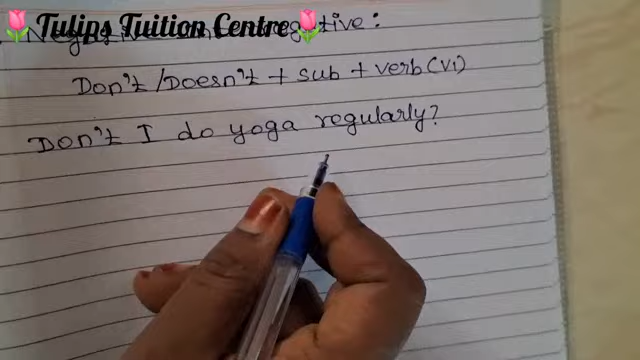 🌷Tulips Tuition Centre🌷
Don't / Doesn't + sub + verb (V1)
Don't I do yoga regularly?